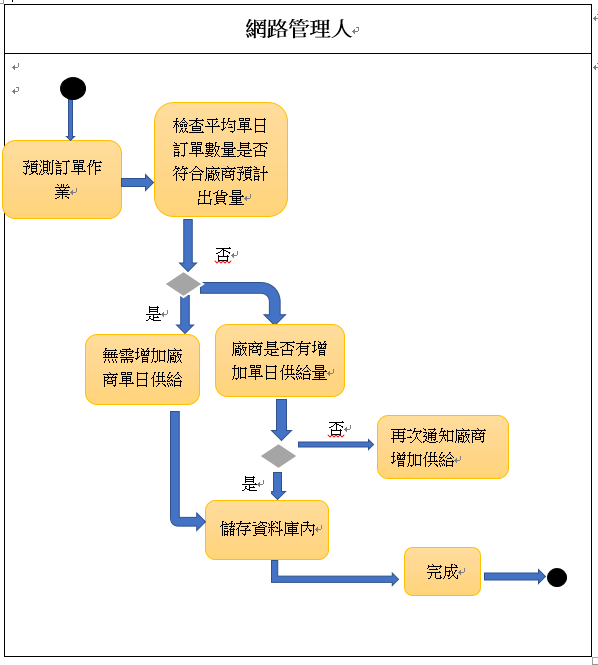 網路管理人
預測訂單作
業
檢查平均單日
訂單數量是否
符合廠商預計
出貨量
否
是
無需增加廠
商單日供給
廠商是否有增
加單日供給量
否
再次通知廠商
增加供給
是
儲存資料庫內
完成